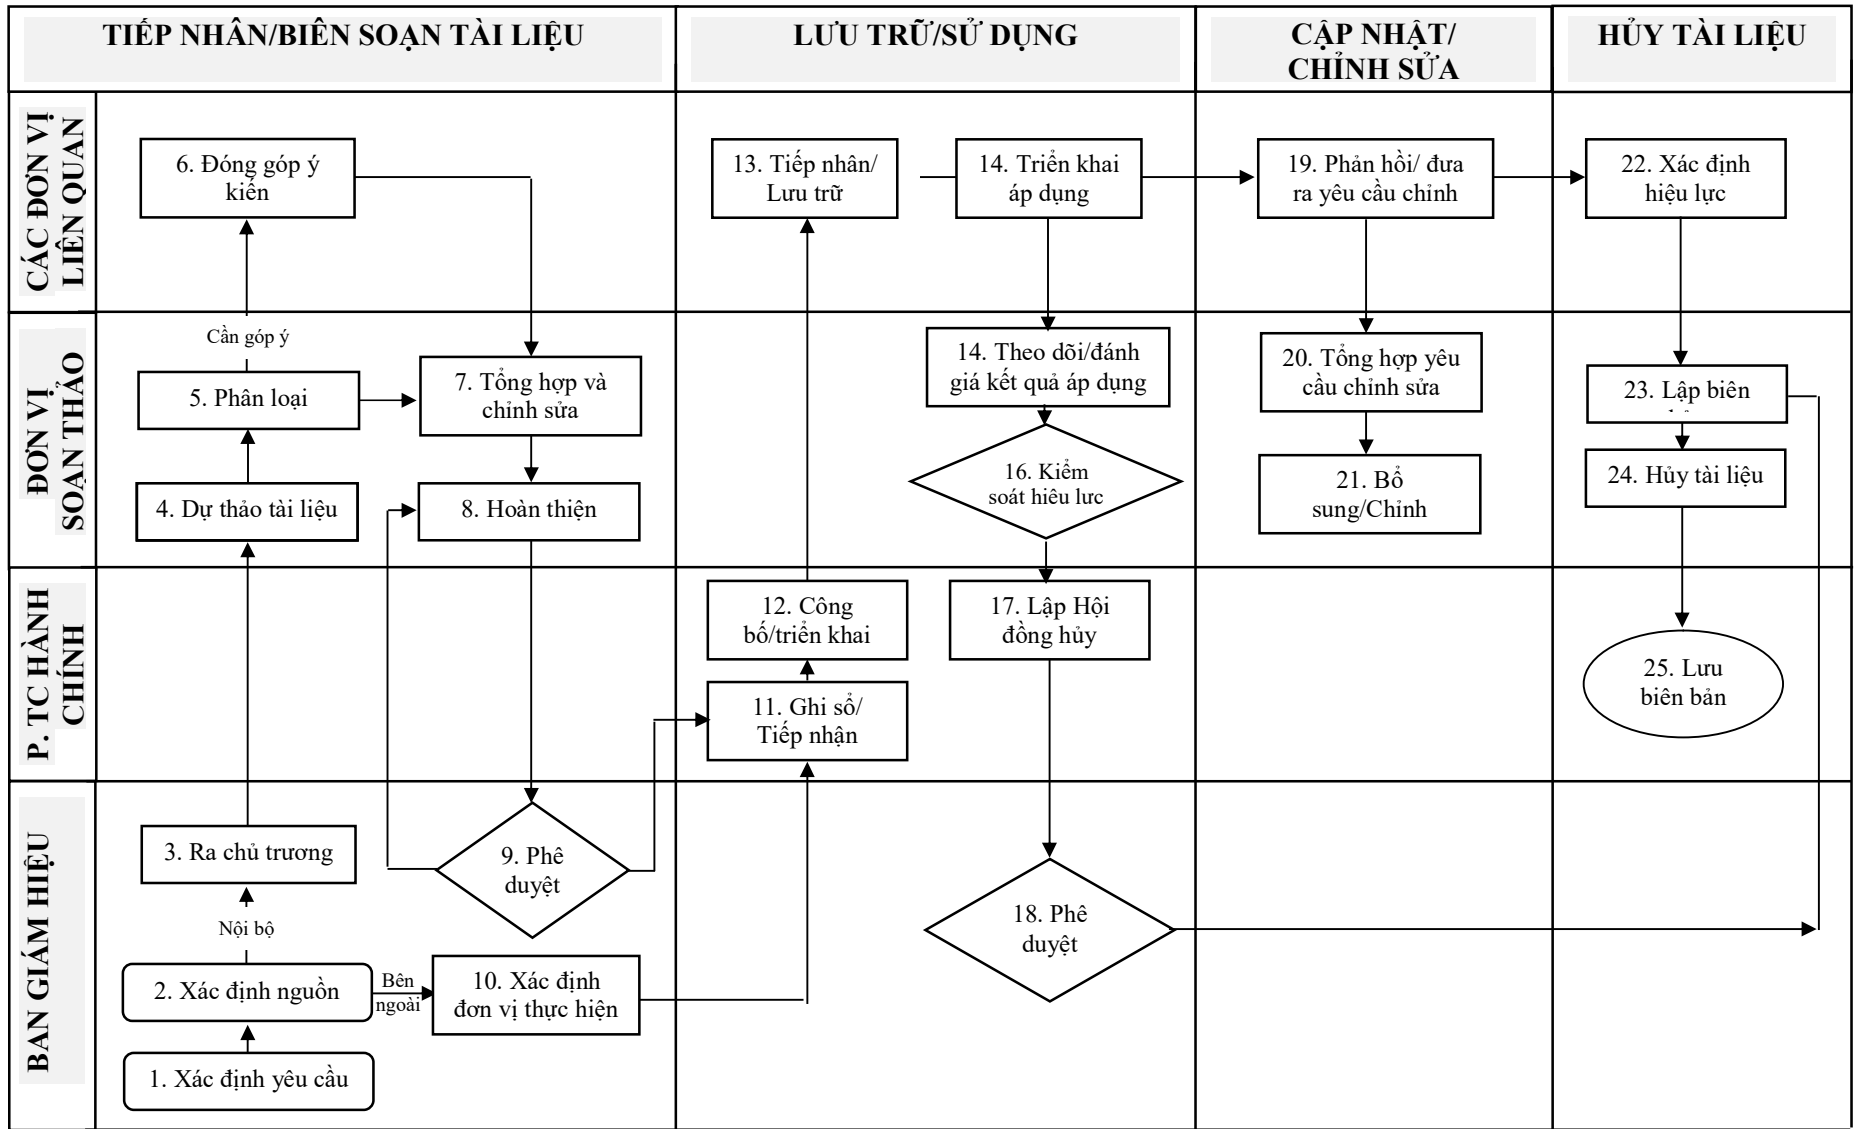 TIẾP NHÂN/BIÊN SOẠN TÀI LIỆU
LƯU TRỮ/SỬ DỤNG
CẬP NHẬT/
CHỈNH SỬA
HỦY TÀI LIỆU
CÁC ĐƠN VỊ
LIÊN QUAN
6. Đóng góp ý
kiến
13. Tiếp nhân/
Lưu trữ
14. Triển khai
áp dụng
19. Phản hồi/ đưa
ra yêu cầu chỉnh
22. Xác định
hiệu lực
ĐƠN VỊ
SOẠN THẢO
Cần góp ý
5. Phân loại
7. Tổng hợp và
chỉnh sửa
4. Dự thảo tài liệu
8. Hoàn thiện
14. Theo dõi/đánh
giá kết quả áp dụng
16. Kiểm
soát hiêu lưc
20. Tổng hợp yêu
cầu chỉnh sửa
21. Bổ
sung/Chỉnh
23. Lập biên
24. Hủy tài liệu
P. TC HÀNH
CHÍNH
12. Công
bố/triển khai
11. Ghi sổ/
Tiếp nhận
17. Lập Hội
đồng hủy
25. Lưu
biên bản
BAN GIÁM HIỆU
3. Ra chủ trương
9. Phê
duyệt
18. Phê
duyệt
Nội bộ
2. Xác định nguồn
Bên
ngoài
10. Xác định
đơn vị thực hiện
1. Xác định yêu cầu